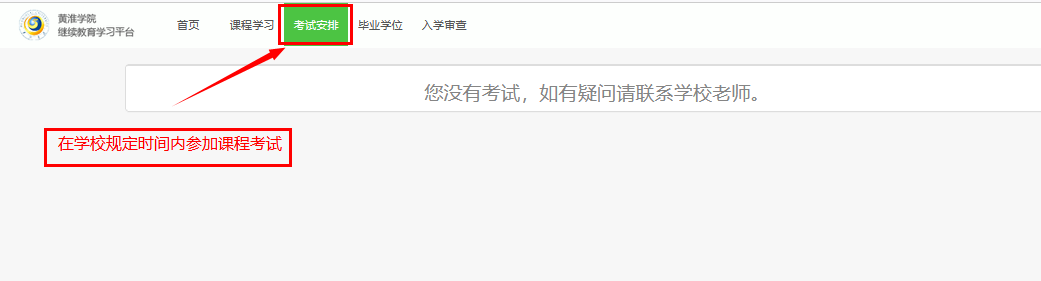 黄淮学院
继续教育学习平台
首页 课程学习 考试安排 毕业学位 入学审查
您没有考试，如有疑问请联系学校老师。
在学校规定时间内参加课程考试